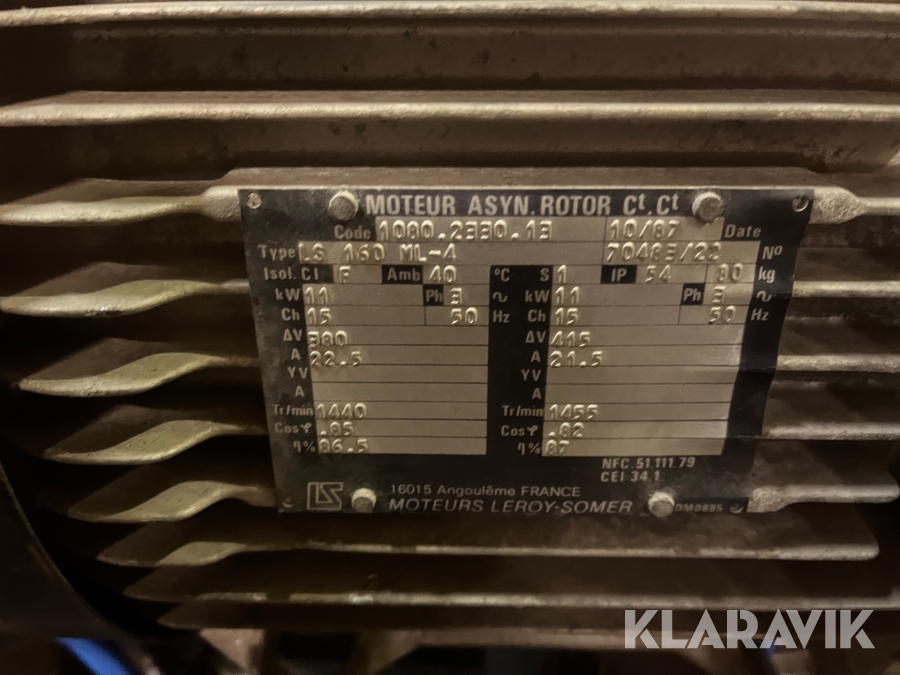 MOTEUR ASYN. ROTOR Ct. Ct
Code 1080.2330.13 10/87 Date
Type LS 160 ML-4 70483/22 No
Isol. Cl F Amb 40 °C S 1 IP 54 80 kg
kW 11 Ph 3 ∿ kW 11 Ph 3 ∿
Ch 15 50 Hz Ch 15 50 Hz
ΔV 380 ΔV 415
A 22.5 A 21.5
YV YV
A A
Tr/min 1440 Tr/min 1455
Cos φ .85 Cos φ .82
η% 86.5 η% 87
NFC.51.111.79
CEI 34.1
LS 16015 Angoulême FRANCE
MOTEURS LEROY-SOMER DM0885
KLARAVIK